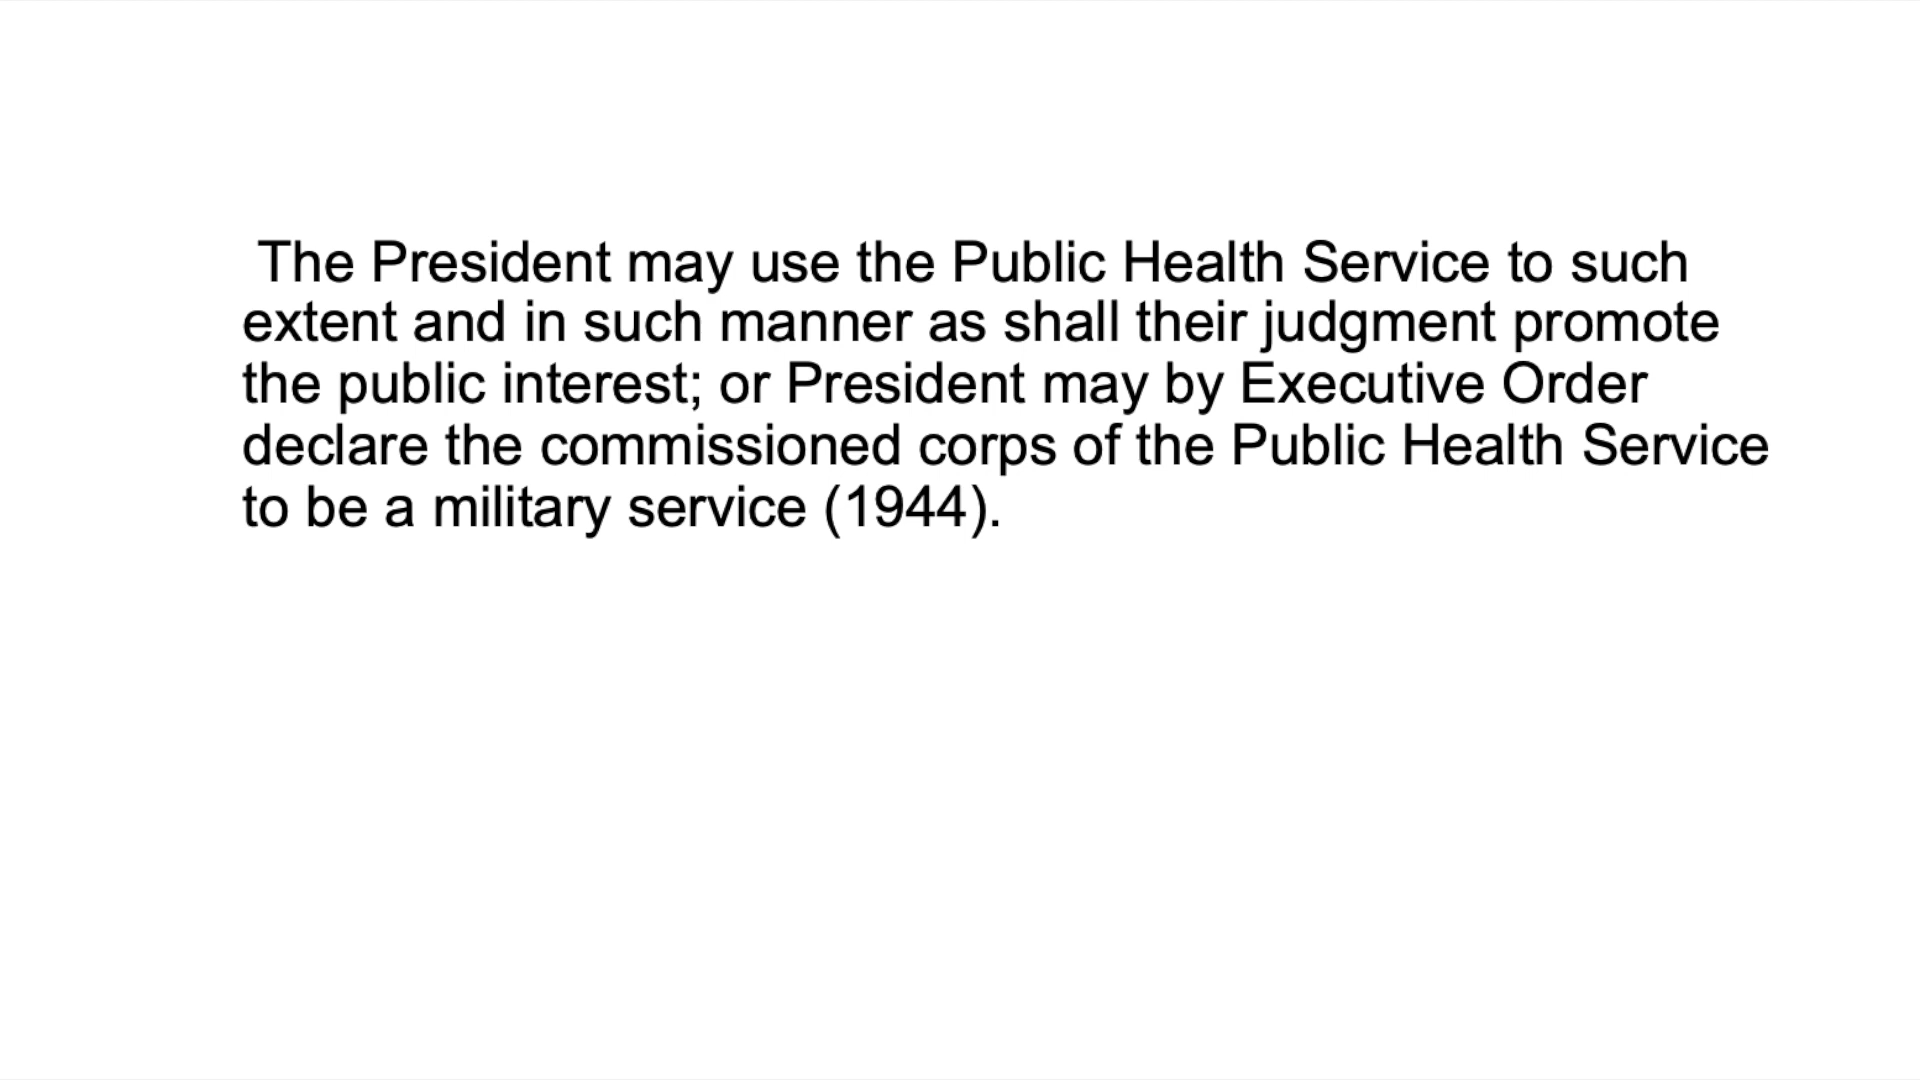 The President may use the Public Health Service to such
extent and in such manner as shall their judgment promote
the public interest; or President may by Executive Order
declare the commissioned corps of the Public Health Service
to be a military service (1944).